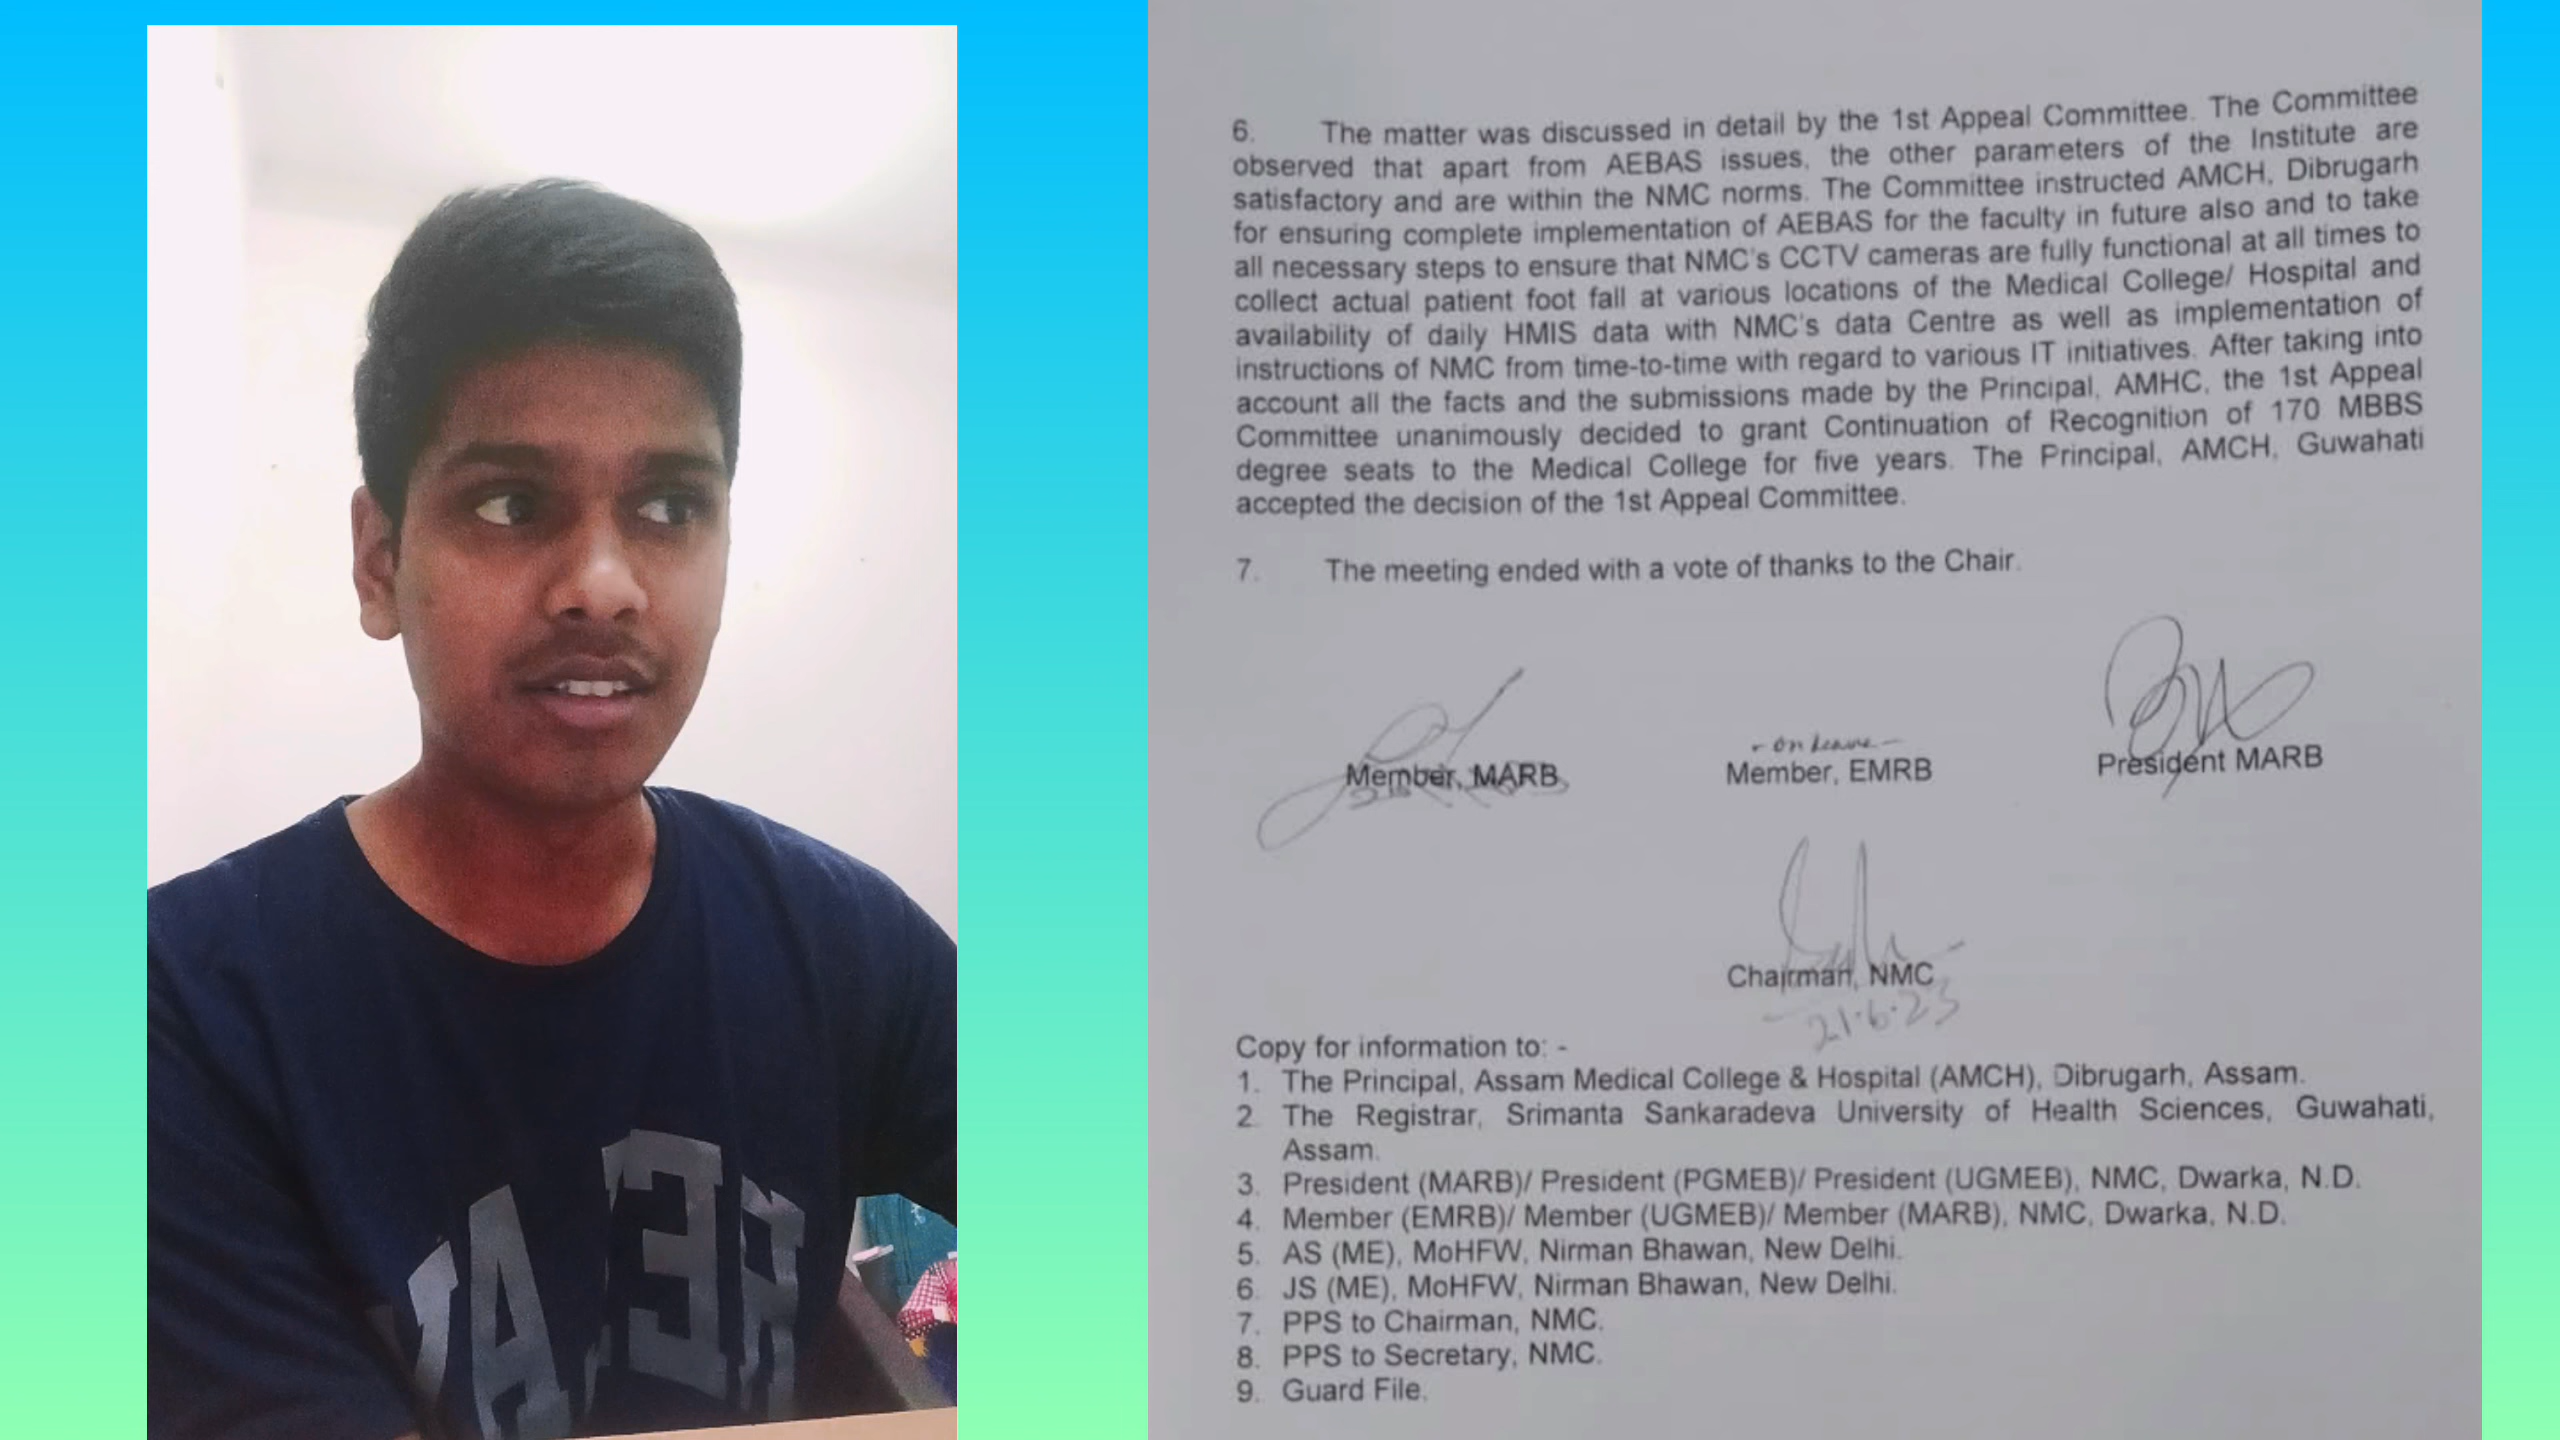 6. The matter was discussed in detail by the 1st Appeal Committee. The Committee
observed that apart from AEBAS issues, the other parameters of the Institute are
satisfactory and are within the NMC norms. The Committee instructed AMCH, Dibrugarh
for ensuring complete implementation of AEBAS for the faculty in future also and to take
all necessary steps to ensure that NMC's CCTV cameras are fully functional at all times to
collect actual patient foot fall at various locations of the Medical College/ Hospital and
availability of daily HMIS data with NMC's data Centre as well as implementation of
instructions of NMC from time-to-time with regard to various IT initiatives. After taking into
account all the facts and the submissions made by the Principal, AMHC, the 1st Appeal
Committee unanimously decided to grant Continuation of Recognition of 170 MBBS
degree seats to the Medical College for five years. The Principal, AMCH, Guwahati
accepted the decision of the 1st Appeal Committee.
7. The meeting ended with a vote of thanks to the Chair.
- on leave -
Member, MARB Member, EMRB President MARB
Chairman, NMC
21.6.23
Copy for information to: -
1. The Principal, Assam Medical College & Hospital (AMCH), Dibrugarh, Assam.
2. The Registrar, Srimanta Sankaradeva University of Health Sciences, Guwahati,
Assam.
3. President (MARB)/ President (PGMEB)/ President (UGMEB), NMC, Dwarka, N.D.
4. Member (EMRB)/ Member (UGMEB)/ Member (MARB), NMC, Dwarka, N.D.
5. AS (ME), MoHFW, Nirman Bhawan, New Delhi.
6. JS (ME), MoHFW, Nirman Bhawan, New Delhi.
7. PPS to Chairman, NMC.
8. PPS to Secretary, NMC.
9. Guard File.